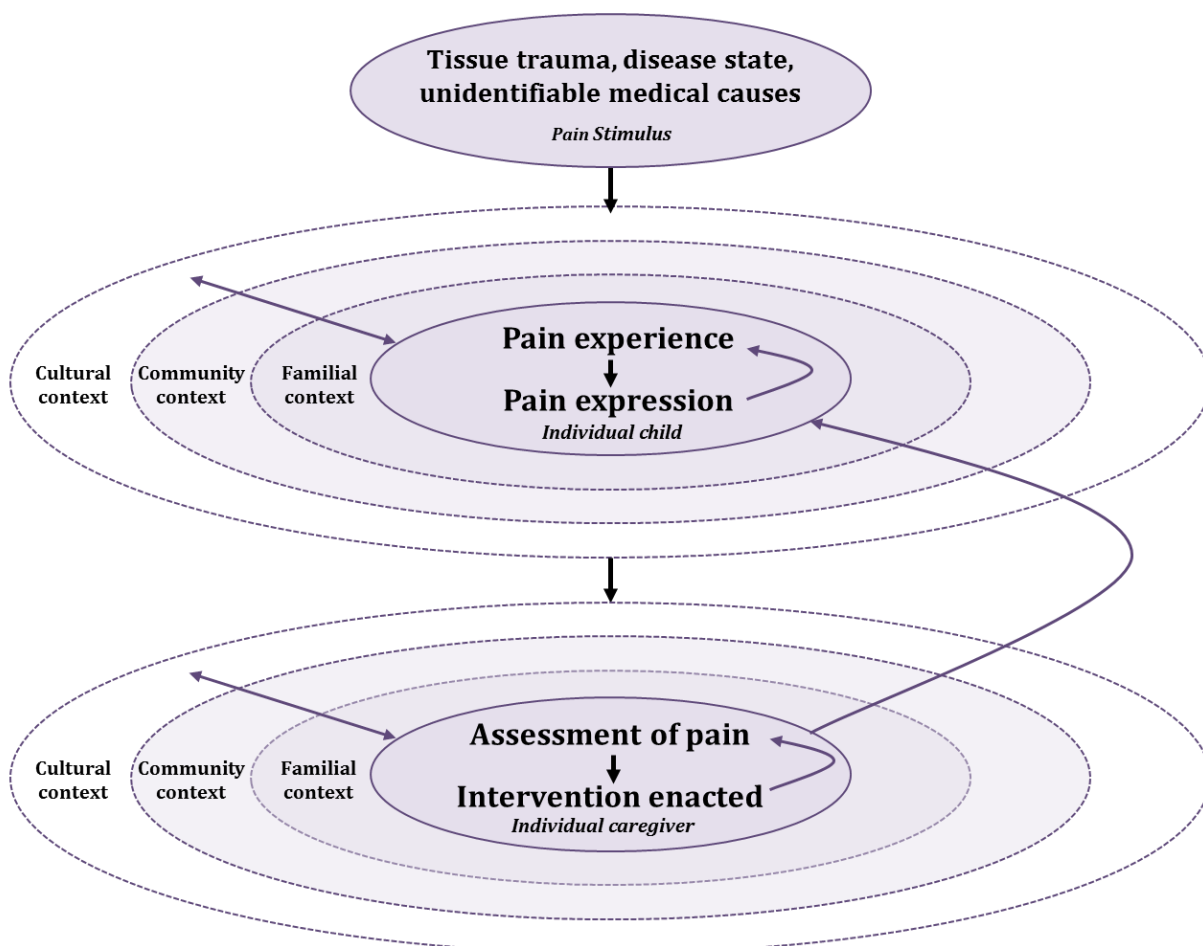 Tissue trauma, disease state,
unidentifiable medical causes
Pain Stimulus
Pain experience
Pain expression
Individual child
Cultural
context
Community
context
Familial
context
Assessment of pain
Intervention enacted
Individual caregiver
Cultural
context
Community
context
Familial
context